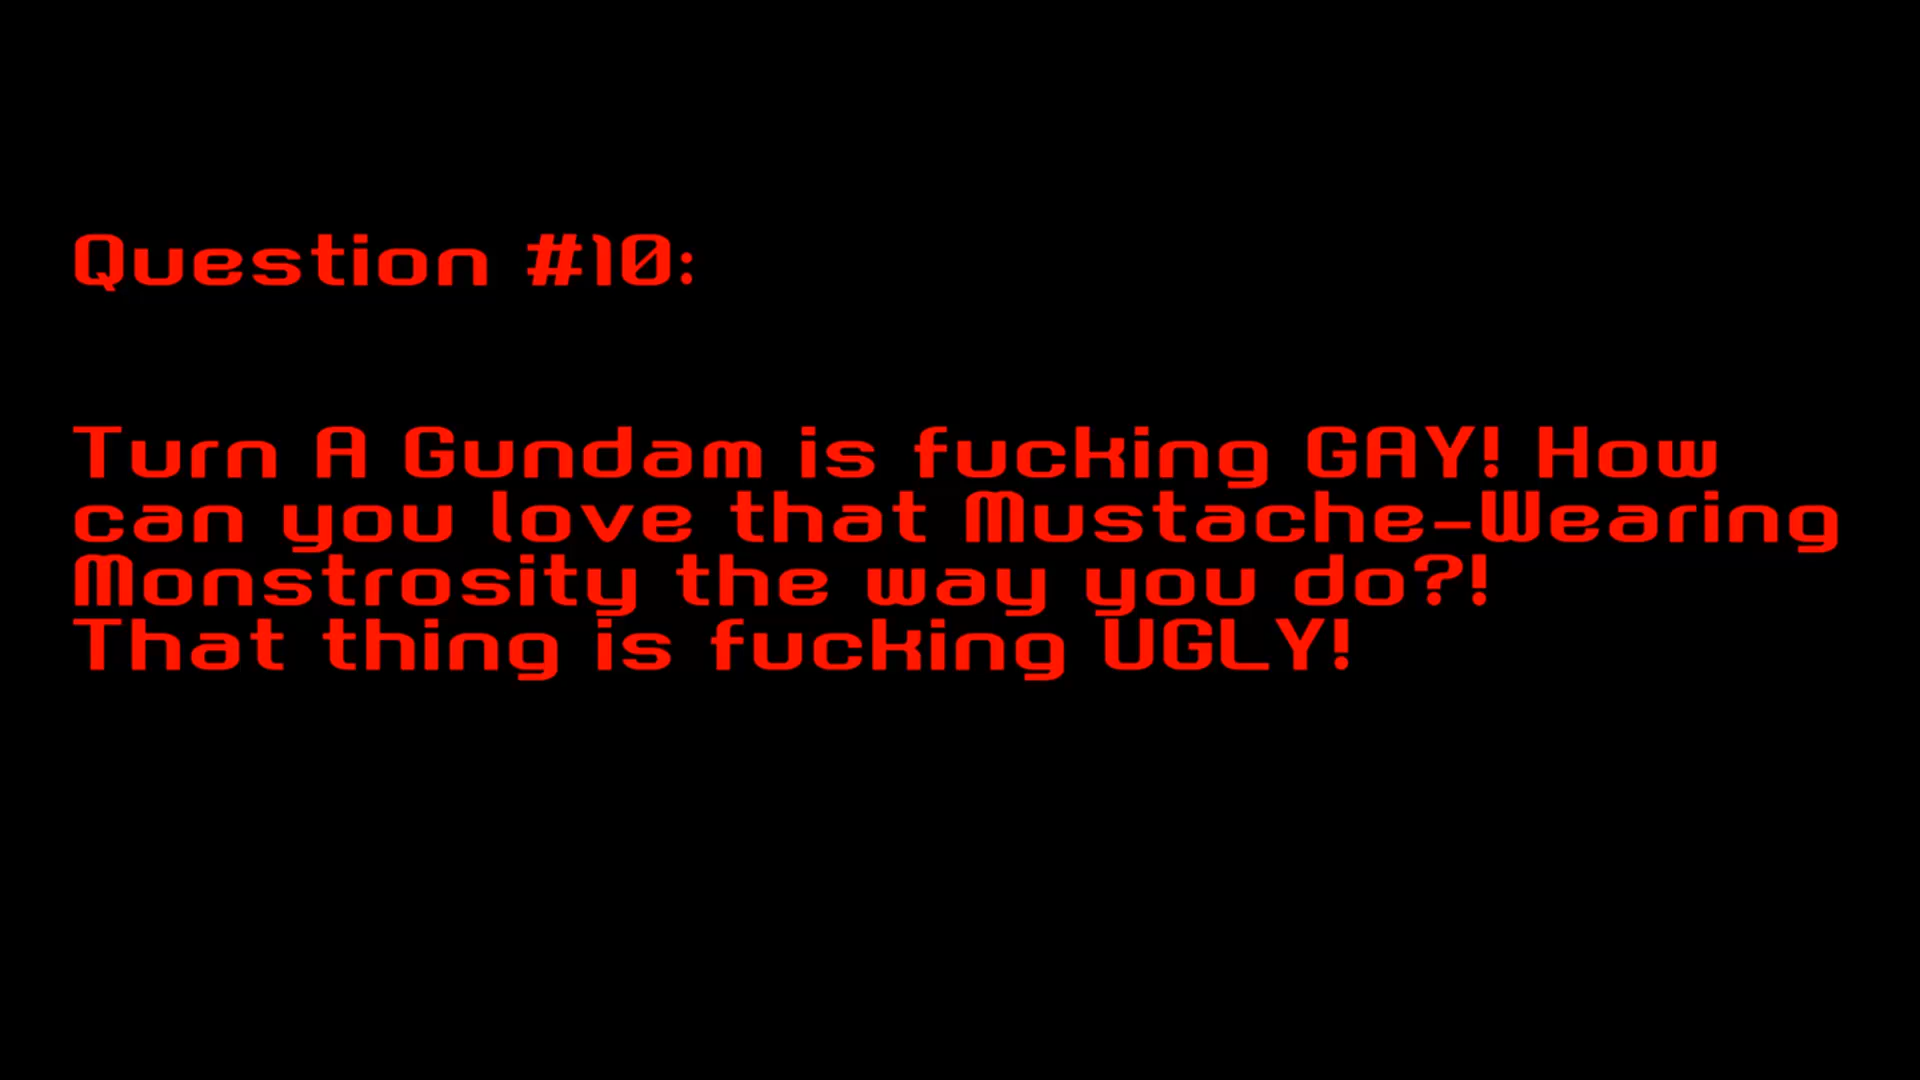 Question #10:
Turn A Gundam is fucking GAY! How
can you love that Mustache-Wearing
Monstrosity the way you do?!
That thing is fucking UGLY!